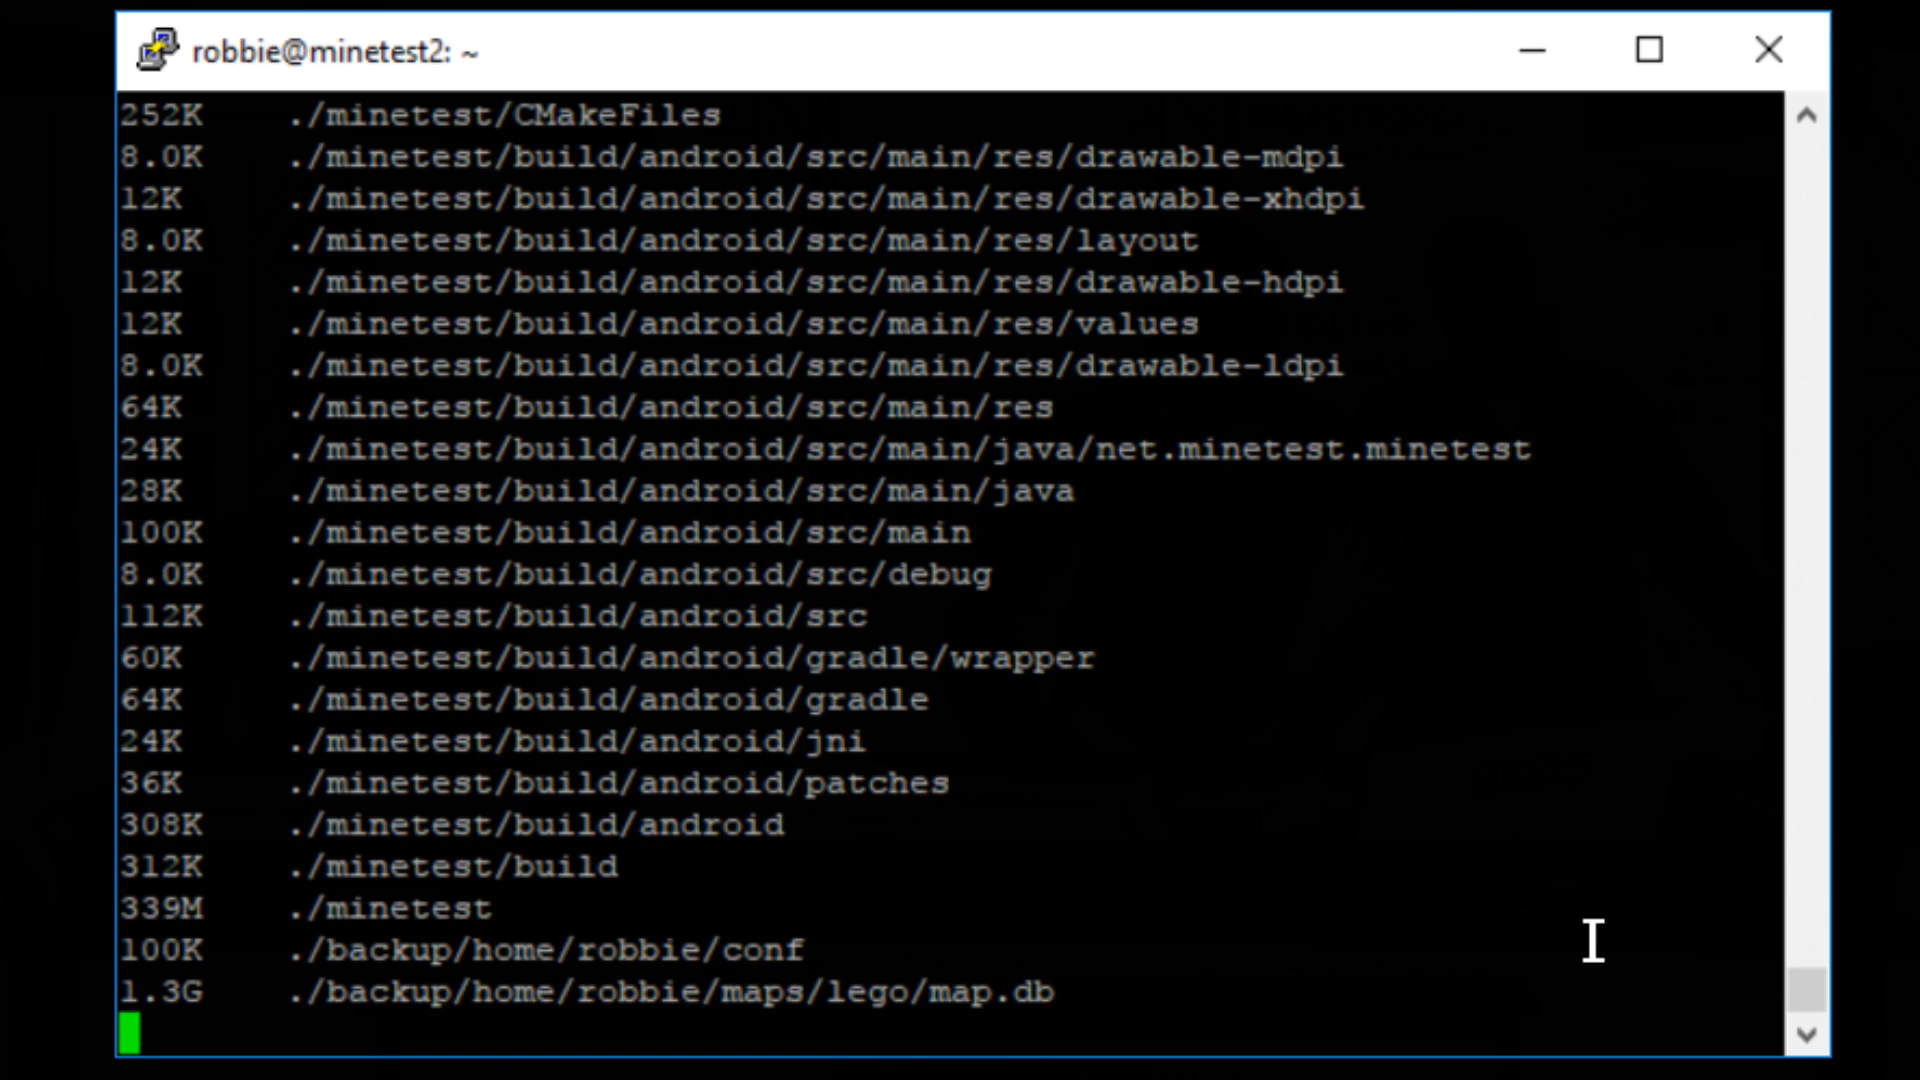 robbie@minetest2: ~
252K ./minetest/CMakeFiles
8.0K ./minetest/build/android/src/main/res/drawable-mdpi
12K ./minetest/build/android/src/main/res/drawable-xhdpi
8.0K ./minetest/build/android/src/main/res/layout
12K ./minetest/build/android/src/main/res/drawable-hdpi
12K ./minetest/build/android/src/main/res/values
8.0K ./minetest/build/android/src/main/res/drawable-ldpi
64K ./minetest/build/android/src/main/res
24K ./minetest/build/android/src/main/java/net.minetest.minetest
28K ./minetest/build/android/src/main/java
100K ./minetest/build/android/src/main
8.0K ./minetest/build/android/src/debug
112K ./minetest/build/android/src
60K ./minetest/build/android/gradle/wrapper
64K ./minetest/build/android/gradle
24K ./minetest/build/android/jni
36K ./minetest/build/android/patches
308K ./minetest/build/android
312K ./minetest/build
339M ./minetest
100K ./backup/home/robbie/conf
1.3G ./backup/home/robbie/maps/lego/map.db